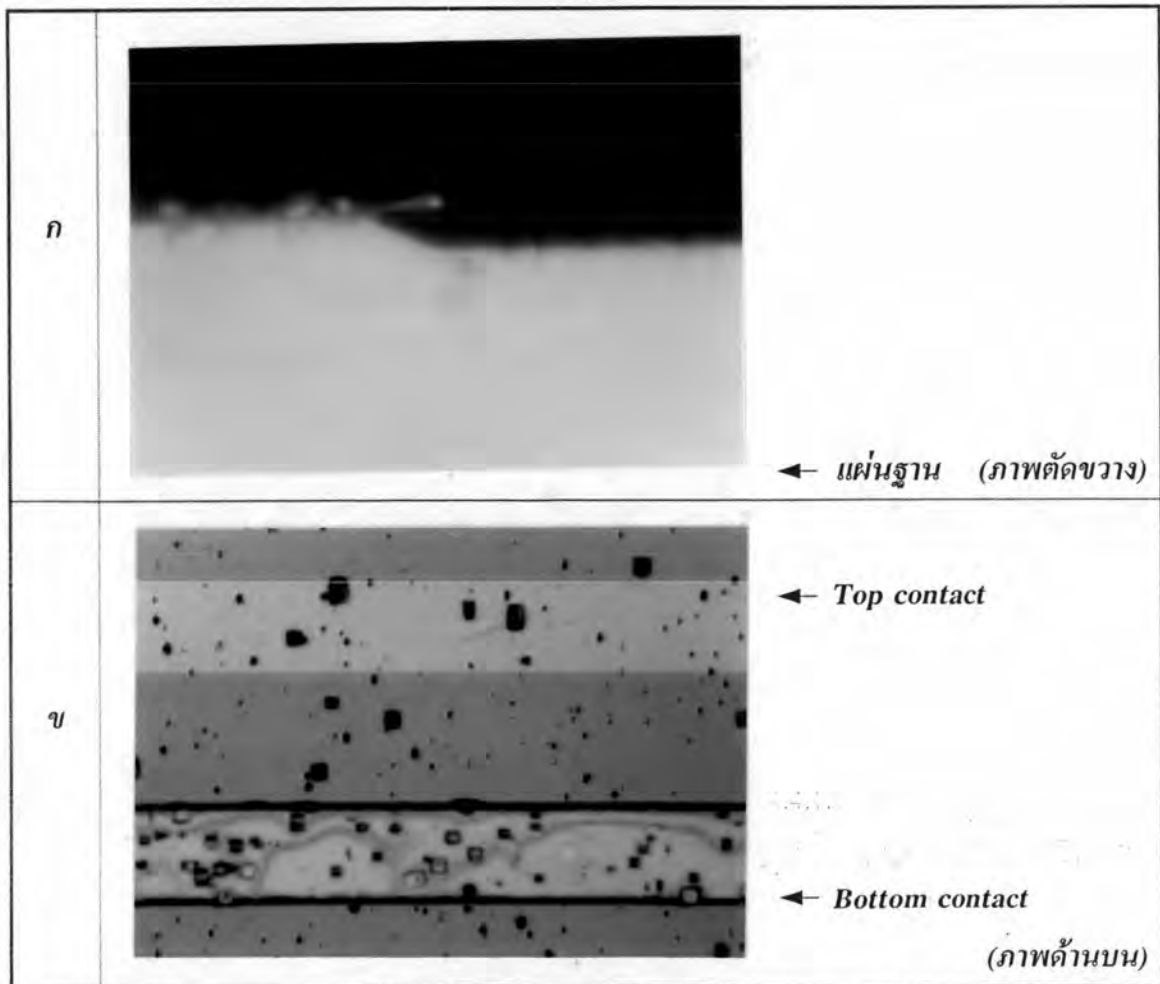 ก
แผ่นฐาน (ภาพตัดขวาง)
ข
Top contact
Bottom contact
(ภาพด้านบน)